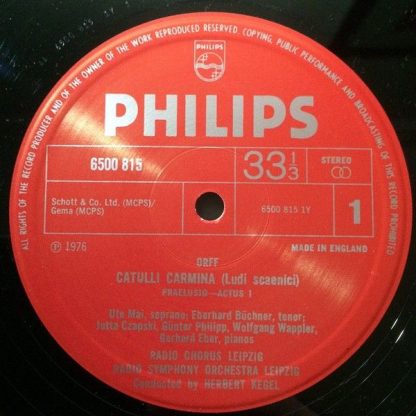 ALL RIGHTS OF THE RECORD PRODUCER AND OF THE OWNER OF THE WORK REPRODUCED RESERVED. COPYING, PUBLIC PERFORMANCE AND BROADCASTING OF THIS RECORD PROHIBITED
PHILIPS
PHILIPS
6500 815
33 1/3
STEREO
Schott & Co. Ltd. (MCPS)/
Gema (MCPS)
6500 815 1Y
1
℗ 1976
MADE IN ENGLAND
ORFF
CATULLI CARMINA (Ludi scaenici)
PRAELUSIO—ACTUS I
Ute Mai, soprano; Eberhard Büchner, tenor;
Jutta Czapski, Günter Philipp, Wolfgang Wappler,
Gerhard Eber, pianos
RADIO CHORUS LEIPZIG
RADIO SYMPHONY ORCHESTRA LEIPZIG
Conducted by HERBERT KEGEL